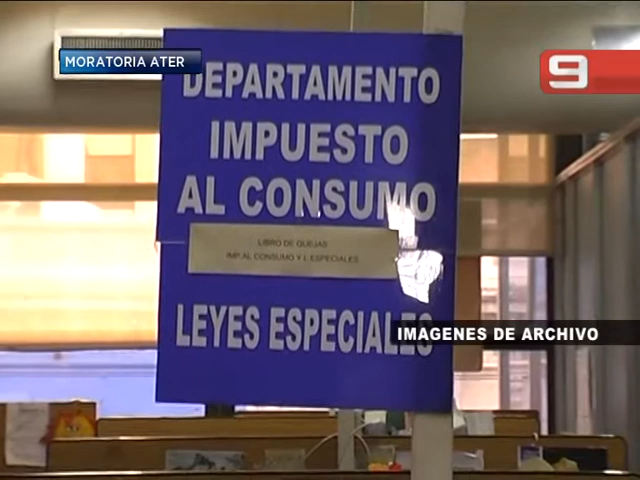 MORATORIA ATER
9
DEPARTAMENTO
IMPUESTO
AL CONSUMO
LIBRO DE QUEJAS
IMP.AL CONSUMO Y L ESPECIALES
LEYES ESPECIALES
IMAGENES DE ARCHIVO